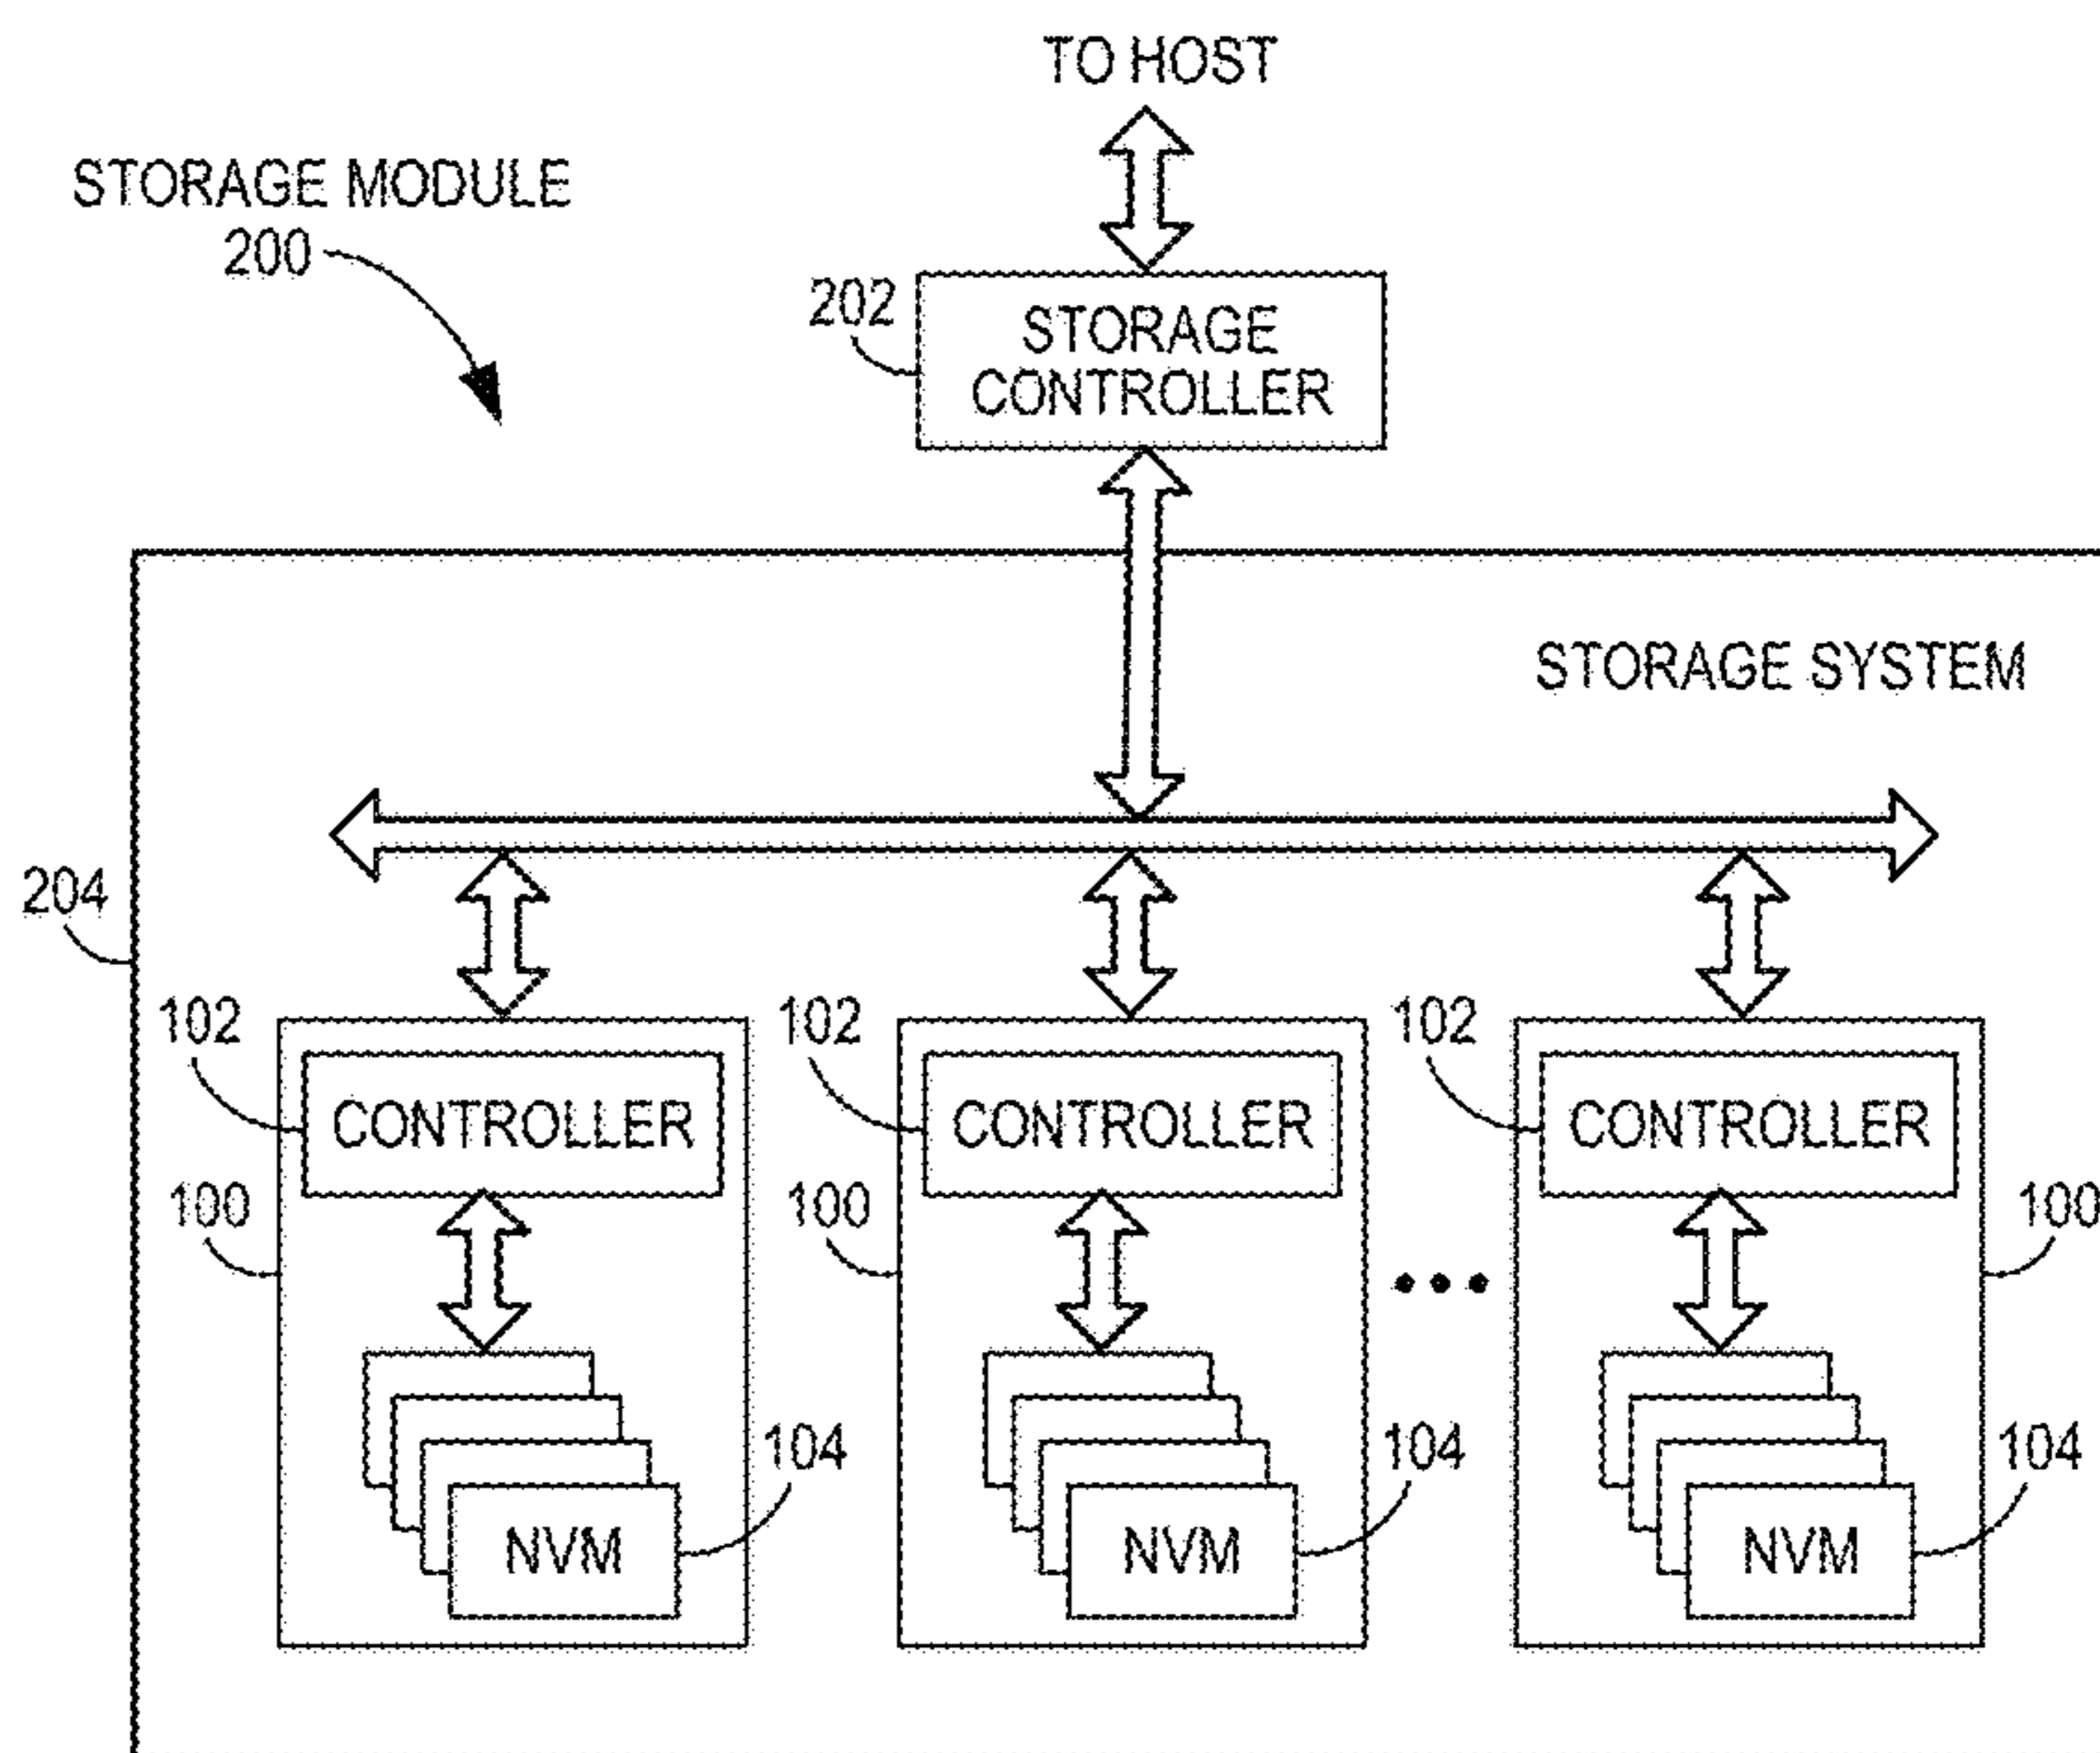 TO HOST
STORAGE MODULE
200
202
STORAGE
CONTROLLER
STORAGE SYSTEM
204
102
102
102
CONTROLLER
CONTROLLER
CONTROLLER
100
100
100
104
104
104
NVM
NVM
NVM